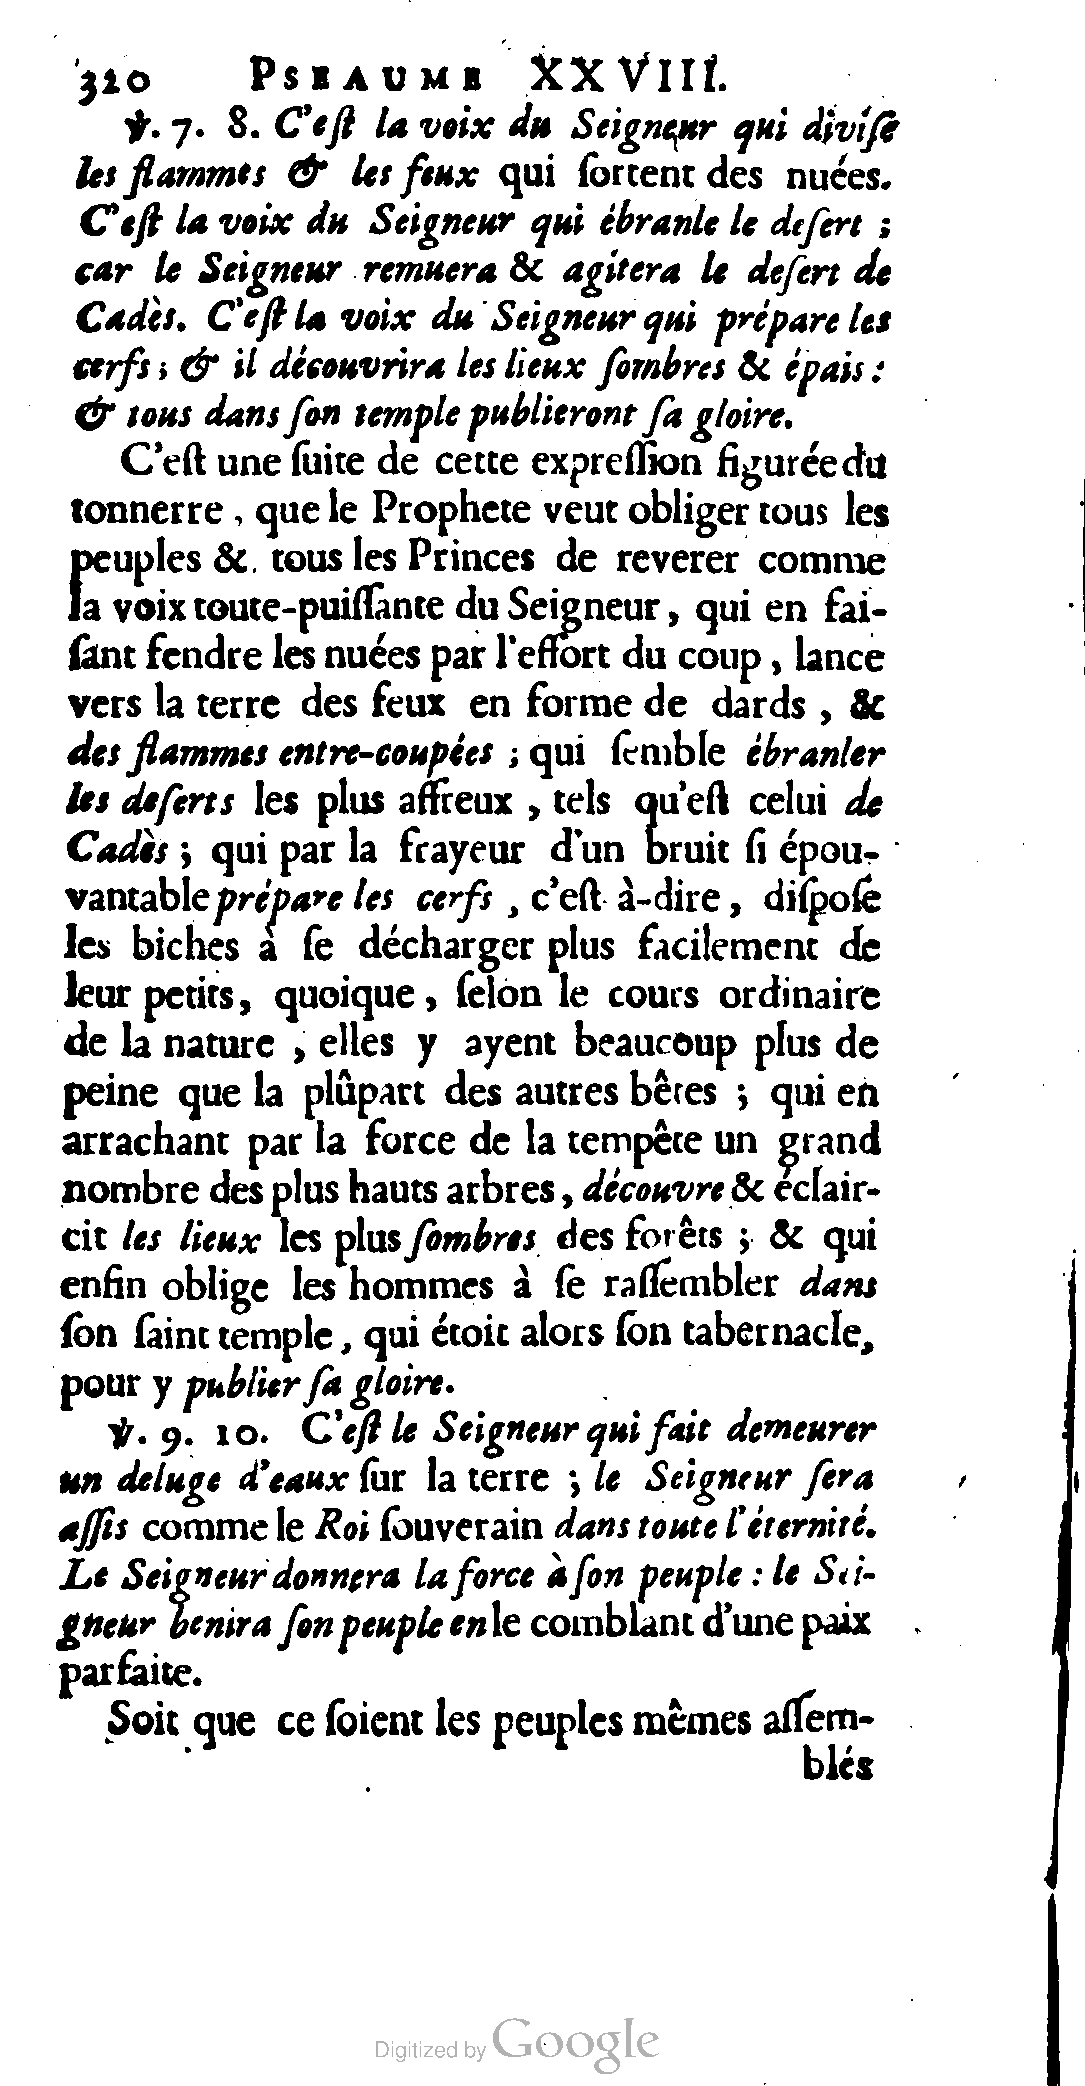 320 PSEAUME XXVIII.
℣. 7. 8. C'eſt la voix du Seigneur qui diviſe
les flammes & les feux qui ſortent des nuées.
C'eſt la voix du Seigneur qui ébranle le deſert ;
car le Seigneur remuera & agitera le deſert de
Cadès. C'eſt la voix du Seigneur qui prépare les
cerfs ; & il découvrira les lieux ſombres & épais :
& tous dans ſon temple publieront ſa gloire.
C'eſt une ſuite de cette expreſſion figurée du
tonnerre , que le Prophete veut obliger tous les
peuples & tous les Princes de reverer comme
la voix toute-puiſſante du Seigneur , qui en fai-
ſant fendre les nuées par l'effort du coup , lance
vers la terre des feux en forme de dards , &
des flammes entre-coupées ; qui ſemble ébranler
les deſerts les plus affreux , tels qu'eſt celui de
Cadès ; qui par la frayeur d'un bruit ſi épou-
vantable prépare les cerfs , c'eſt à-dire , diſpoſe
les biches à ſe décharger plus facilement de
leur petits, quoique , ſelon le cours ordinaire
de la nature , elles y ayent beaucoup plus de
peine que la plûpart des autres bêtes ; qui en
arrachant par la force de la tempête un grand
nombre des plus hauts arbres , découvre & éclair-
cit les lieux les plus ſombres des forêts ; & qui
enfin oblige les hommes à ſe raſſembler dans
ſon ſaint temple , qui étoit alors ſon tabernacle,
pour y publier ſa gloire.
℣. 9. 10. C'eſt le Seigneur qui fait demeurer
un deluge d'eaux ſur la terre ; le Seigneur ſera
aſſis comme le Roi ſouverain dans toute l'éternité.
Le Seigneur donnera la force à ſon peuple : le Sei-
gneur benira ſon peuple en le comblant d'une paix
parfaite.
Soit que ce ſoient les peuples mêmes aſſem-
blés
Digitized by Google